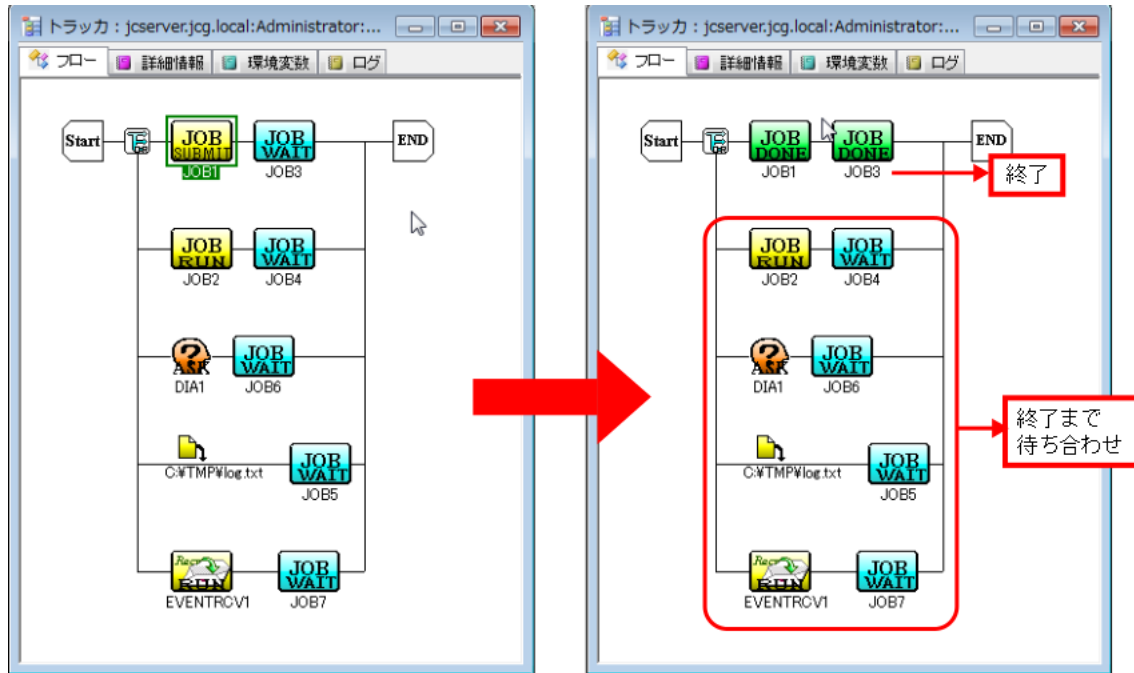 トラッカ : jcserver.jcg.local:Administrator:...
フロー 詳細情報 環境変数 ログ
Start
JOB SUBMIT
JOB WAIT
END
JOB1
JOB3
JOB RUN
JOB WAIT
JOB2
JOB4
? ASK
JOB WAIT
DIA1
JOB6
C:¥TMP¥log.txt
JOB WAIT
JOB5
RUN
JOB WAIT
EVENTRCV1
JOB7
トラッカ : jcserver.jcg.local:Administrator:...
フロー 詳細情報 環境変数 ログ
Start
JOB DONE
JOB DONE
END
JOB1
JOB3
終了
JOB RUN
JOB WAIT
JOB2
JOB4
? ASK
JOB WAIT
DIA1
JOB6
終了まで
待ち合わせ
C:¥TMP¥log.txt
JOB WAIT
JOB5
RUN
JOB WAIT
EVENTRCV1
JOB7